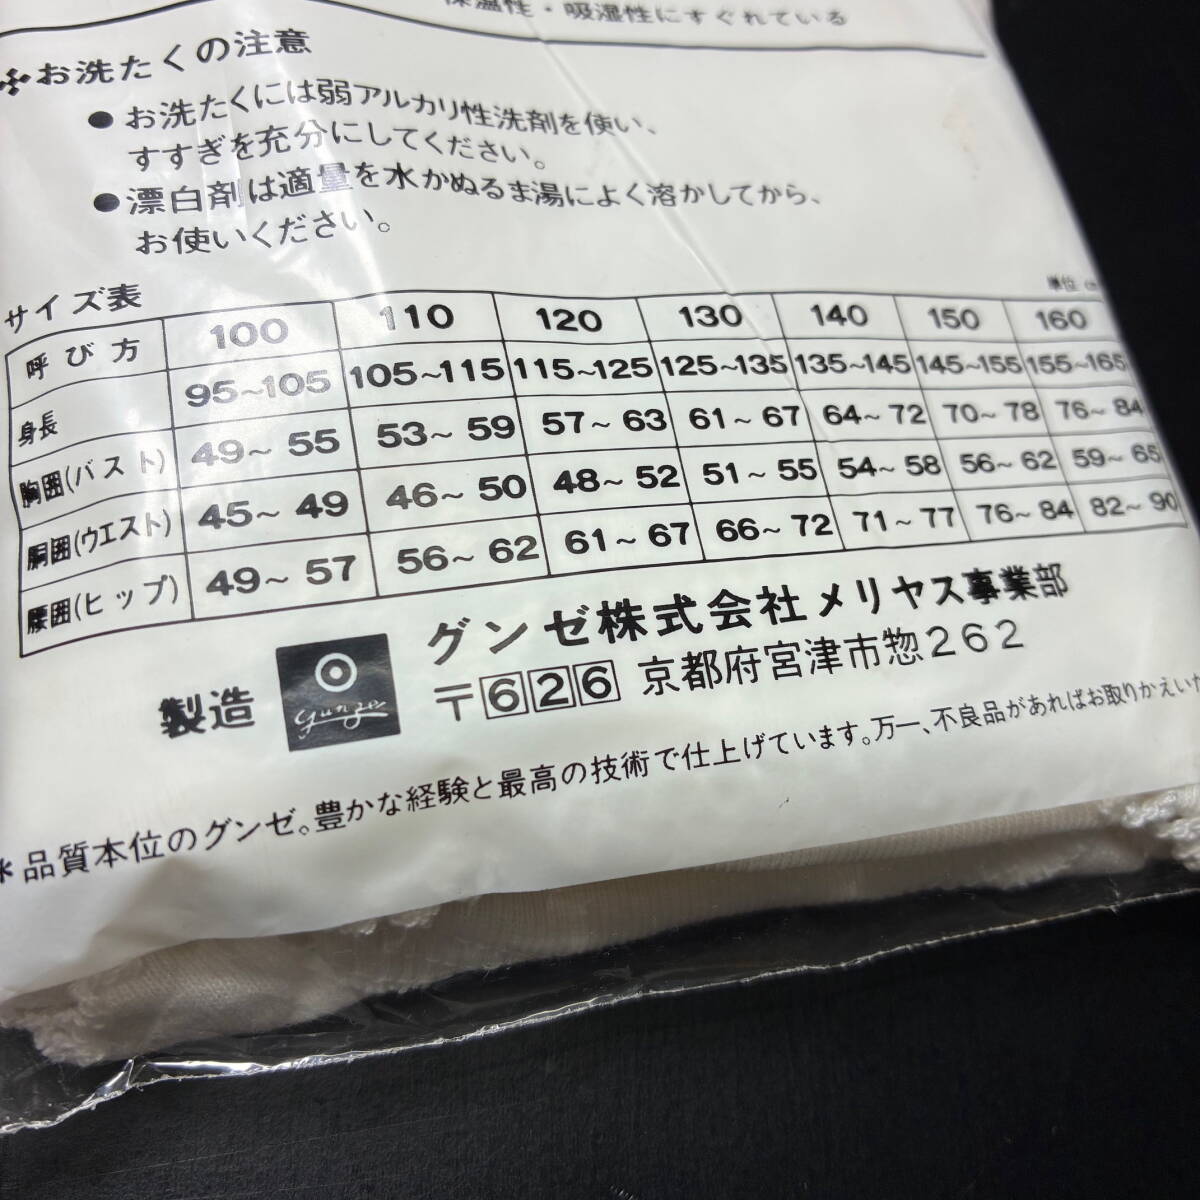 保温性・吸湿性にすぐれている
お洗たくの注意
●お洗たくには弱アルカリ性洗剤を使い、
すすぎを充分にしてください。
●漂白剤は適量を水かぬるま湯によく溶かしてから、
お使いください。
サイズ表
単位 cm
呼び方 100 110 120 130 140 150 160
身長 95~105 105~115 115~125 125~135 135~145 145~155 155~165
胸囲(バスト) 49~55 53~59 57~63 61~67 64~72 70~78 76~84
胴囲(ウエスト) 45~49 46~50 48~52 51~55 54~58 56~62 59~65
腰囲(ヒップ) 49~57 56~62 61~67 66~72 71~77 76~84 82~90
製造
gunze
グンゼ株式会社メリヤス事業部
〒626 京都府宮津市惣262
*品質本位のグンゼ。豊かな経験と最高の技術で仕上げています。万一、不良品があればお取りかえいた